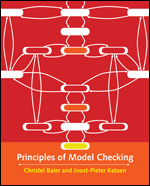 Principles of Model Checking
Christel Baier and Joost-Pieter Katoen